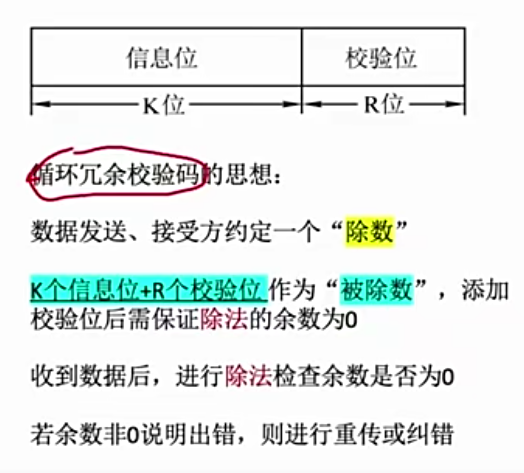 信息位 校验位
K位 R位
循环冗余校验码的思想：
数据发送、接受方约定一个“除数”
K个信息位+R个校验位 作为“被除数”，添加
校验位后需保证除法的余数为0
收到数据后，进行除法检查余数是否为0
若余数非0说明出错，则进行重传或纠错